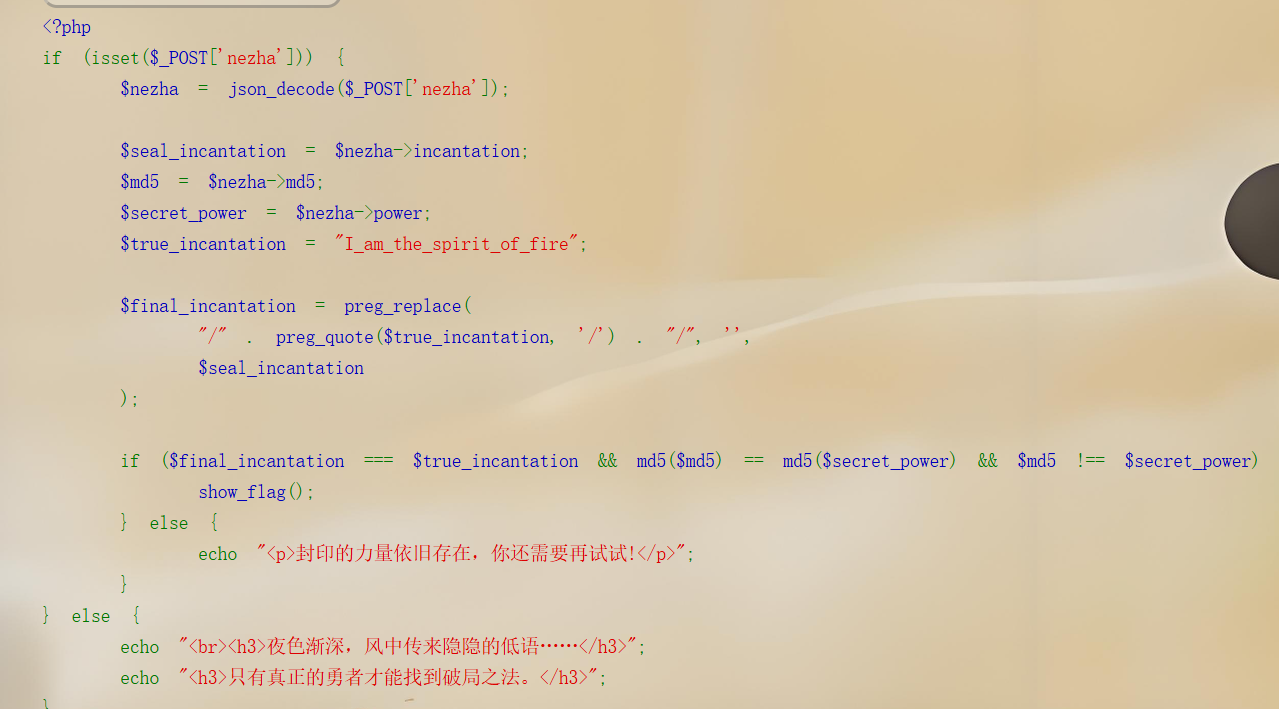 <?php
if (isset($_POST['nezha'])) {
$nezha = json_decode($_POST['nezha']);
$seal_incantation = $nezha->incantation;
$md5 = $nezha->md5;
$secret_power = $nezha->power;
$true_incantation = "I_am_the_spirit_of_fire";
$final_incantation = preg_replace(
"/" . preg_quote($true_incantation, '/') . "/", '',
$seal_incantation
);
if ($final_incantation === $true_incantation && md5($md5) == md5($secret_power) && $md5 !== $secret_power)
show_flag();
} else {
echo "<p>封印的力量依旧存在，你还需要再试试!</p>";
}
} else {
echo "<br><h3>夜色渐深，风中传来隐隐的低语……</h3>";
echo "<h3>只有真正的勇者才能找到破局之法。</h3>";
}